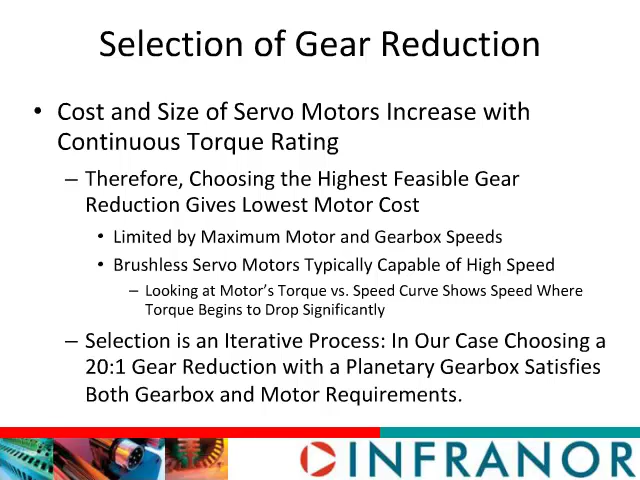 Selection of Gear Reduction
• Cost and Size of Servo Motors Increase with
Continuous Torque Rating
– Therefore, Choosing the Highest Feasible Gear
Reduction Gives Lowest Motor Cost
• Limited by Maximum Motor and Gearbox Speeds
• Brushless Servo Motors Typically Capable of High Speed
– Looking at Motor's Torque vs. Speed Curve Shows Speed Where
Torque Begins to Drop Significantly
– Selection is an Iterative Process: In Our Case Choosing a
20:1 Gear Reduction with a Planetary Gearbox Satisfies
Both Gearbox and Motor Requirements.
INFRANOR